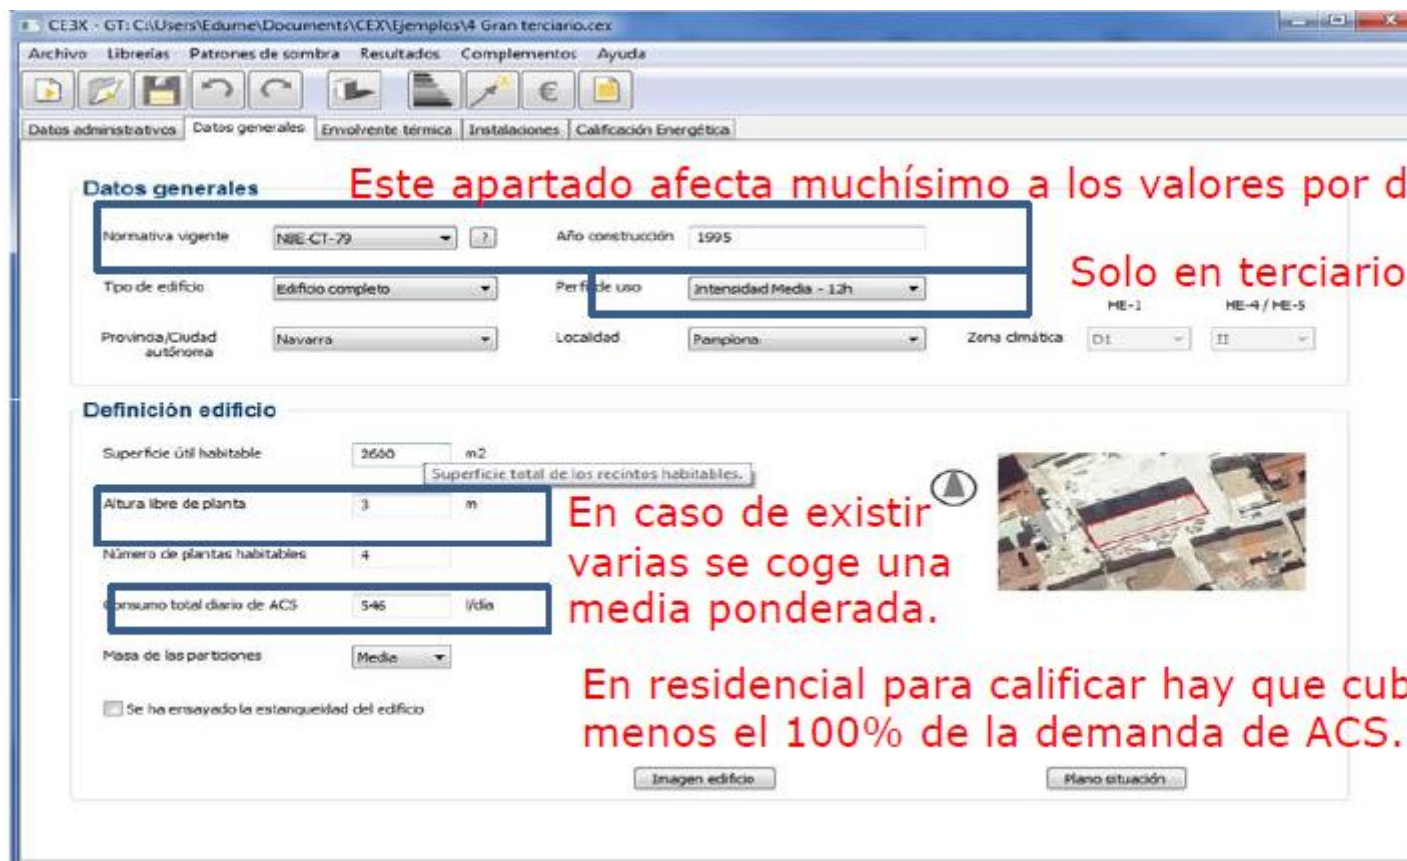 CE3X - GT: C:\Users\Edurne\Documents\CEX\Ejemplos\4 Gran terciario.cex
Archivo Librerías Patrones de sombra Resultados Complementos Ayuda
Datos administrativos Datos generales Envolvente térmica Instalaciones Calificación Energética
Este apartado afecta muchísimo a los valores por d
Datos generales
Normativa vigente NBE-CT-79 ? Año construcción 1995
Solo en terciario
Tipo de edificio Edificio completo Perfil de uso Intensidad Media - 12h
HE-1 HE-4 / HE-5
Provincia/Ciudad autónoma Navarra Localidad Pamplona Zona climática D1 II
Definición edificio
Superficie útil habitable 2600 m2
Superficie total de los recintos habitables.
Altura libre de planta 3 m
En caso de existir
varias se coge una
media ponderada.
Número de plantas habitables 4
Consumo total diario de ACS 546 l/día
Masa de las particiones Media
En residencial para calificar hay que cub
menos el 100% de la demanda de ACS.
Se ha ensayado la estanqueidad del edificio
Imagen edificio Plano situación